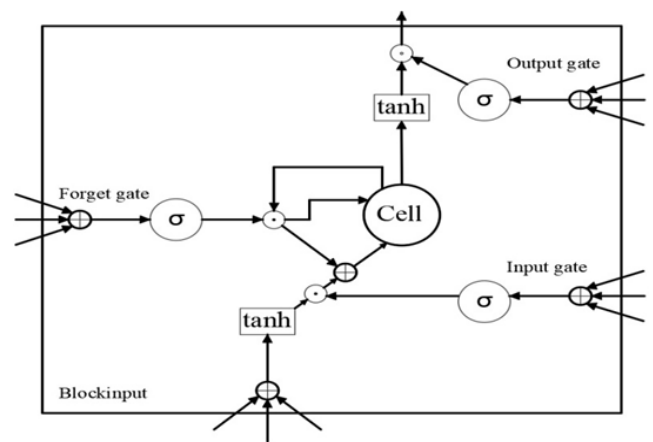 Output gate
tanh
σ
Forget gate
σ
Cell
Input gate
σ
tanh
Blockinput